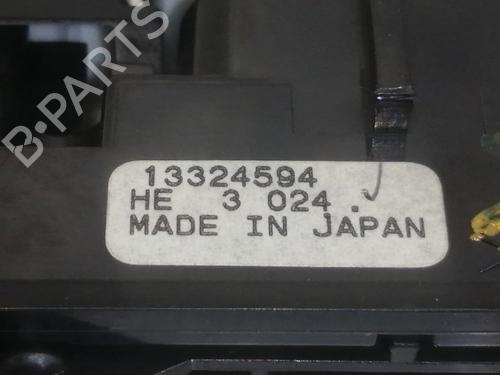 B-PARTS
13324594
HE 3 024 .
MADE IN JAPAN